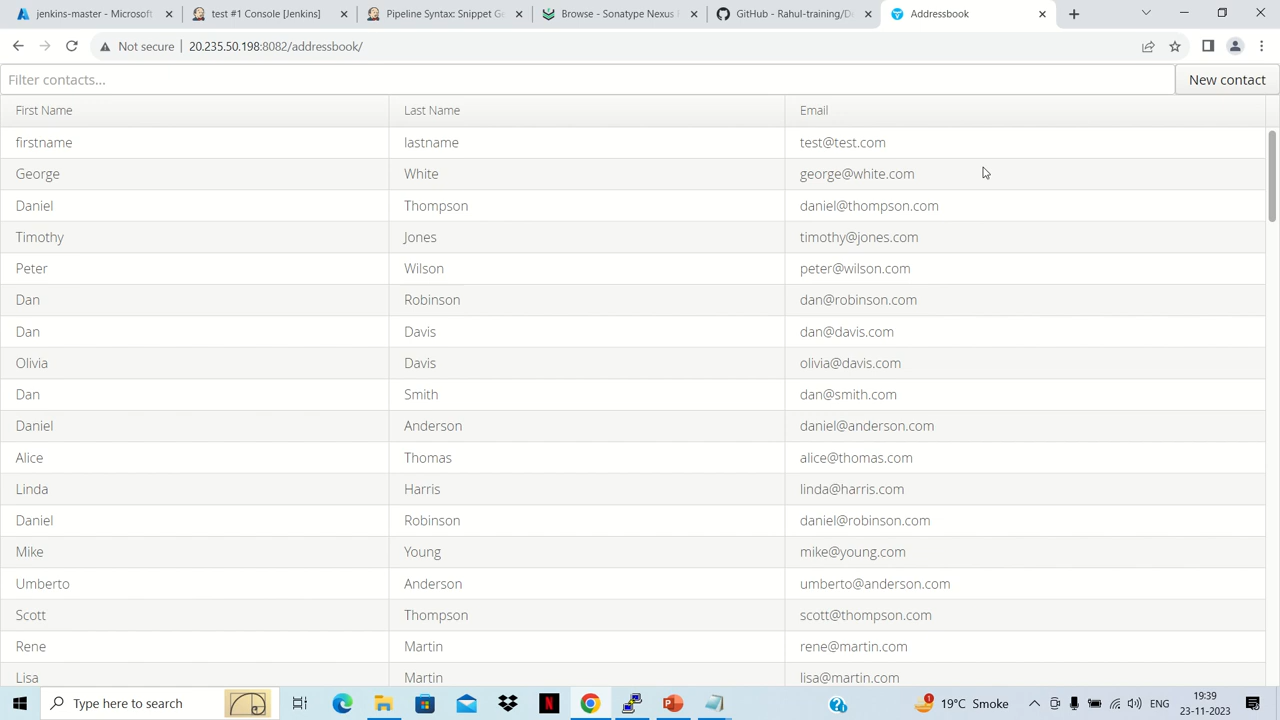 jenkins-master - Microsoft
test #1 Console [Jenkins]
Pipeline Syntax: Snippet Ge
Browse - Sonatype Nexus R
GitHub - Rahul-training/De
Addressbook
Not secure
20.235.50.198:8082/addressbook/
Filter contacts...
New contact
First Name Last Name Email
firstname lastname test@test.com
George White george@white.com
Daniel Thompson daniel@thompson.com
Timothy Jones timothy@jones.com
Peter Wilson peter@wilson.com
Dan Robinson dan@robinson.com
Dan Davis dan@davis.com
Olivia Davis olivia@davis.com
Dan Smith dan@smith.com
Daniel Anderson daniel@anderson.com
Alice Thomas alice@thomas.com
Linda Harris linda@harris.com
Daniel Robinson daniel@robinson.com
Mike Young mike@young.com
Umberto Anderson umberto@anderson.com
Scott Thompson scott@thompson.com
Rene Martin rene@martin.com
Lisa Martin lisa@martin.com
Type here to search
1
19°C Smoke
ENG
19:39
23-11-2023